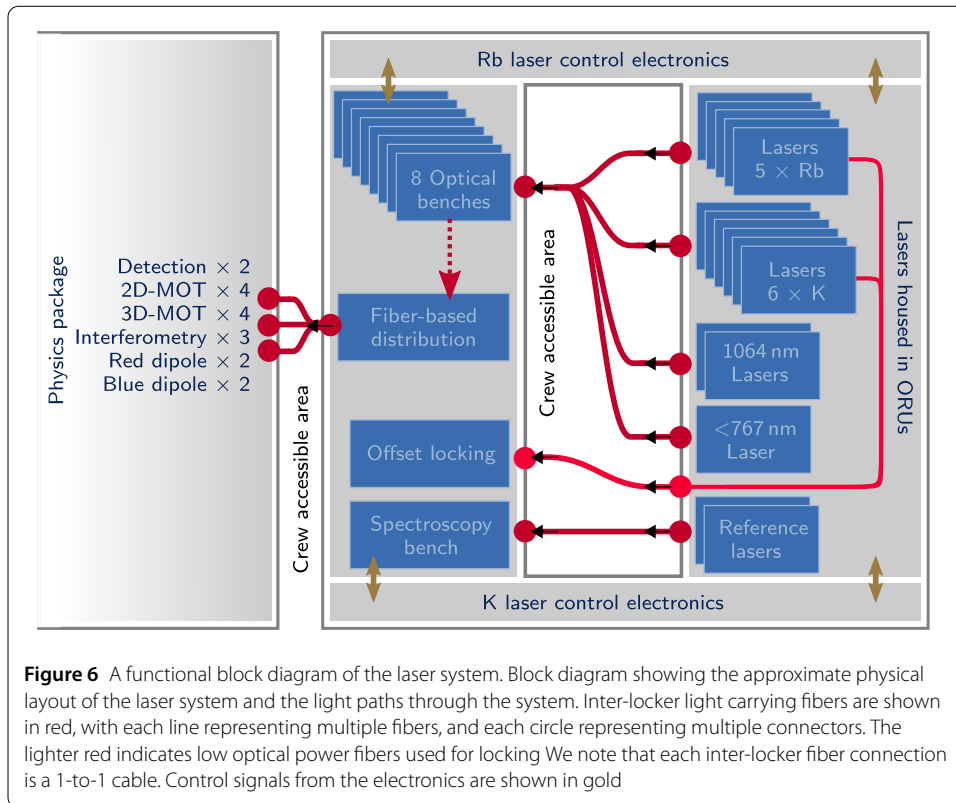 Rb laser control electronics
Physics package
Detection × 2
2D-MOT × 4
3D-MOT × 4
Interferometry × 3
Red dipole × 2
Blue dipole × 2
Crew accessible area
8 Optical
benches
Fiber-based
distribution
Offset locking
Spectroscopy
bench
Crew accessible area
Lasers
5 × Rb
Lasers
6 × K
1064 nm
Lasers
<767 nm
Laser
Reference
lasers
Lasers housed in ORUs
K laser control electronics
Figure 6 A functional block diagram of the laser system. Block diagram showing the approximate physical
layout of the laser system and the light paths through the system. Inter-locker light carrying fibers are shown
in red, with each line representing multiple fibers, and each circle representing multiple connectors. The
lighter red indicates low optical power fibers used for locking We note that each inter-locker fiber connection
is a 1-to-1 cable. Control signals from the electronics are shown in gold